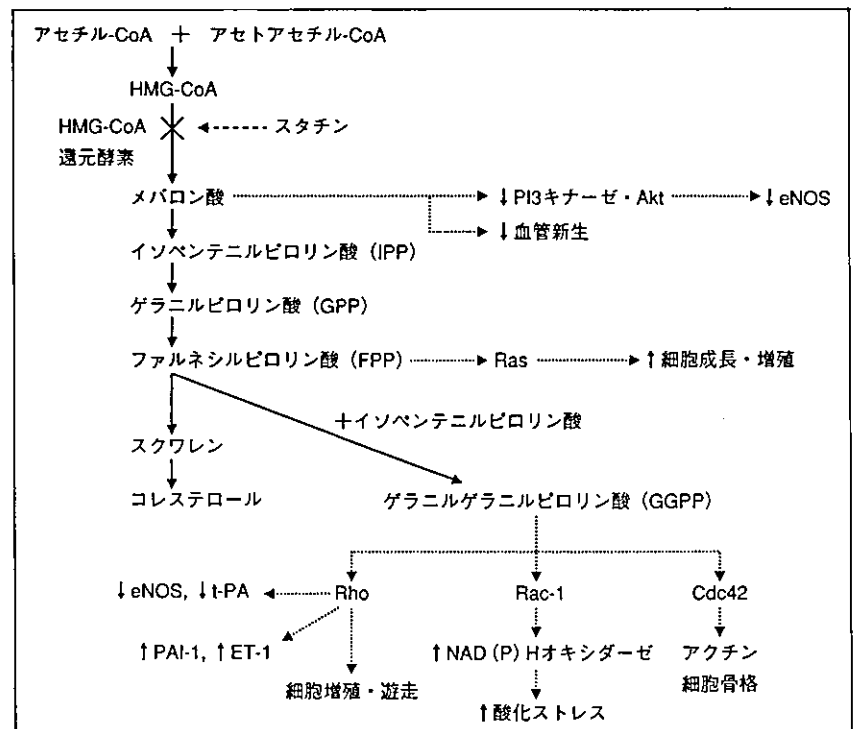 アセチル-CoA + アセトアセチル-CoA
HMG-CoA
HMG-CoA
還元酵素
スタチン
メバロン酸
↓PI3キナーゼ・Akt
↓eNOS
↓血管新生
イソペンテニルピロリン酸 (IPP)
ゲラニルピロリン酸 (GPP)
ファルネシルピロリン酸 (FPP)
Ras
↑細胞成長・増殖
+イソペンテニルピロリン酸
スクワレン
コレステロール
ゲラニルゲラニルピロリン酸 (GGPP)
↓eNOS, ↓t-PA
Rho
Rac-1
Cdc42
↑PAI-1, ↑ET-1
細胞増殖・遊走
↑NAD (P) Hオキシダーゼ
アクチン
細胞骨格
↑酸化ストレス